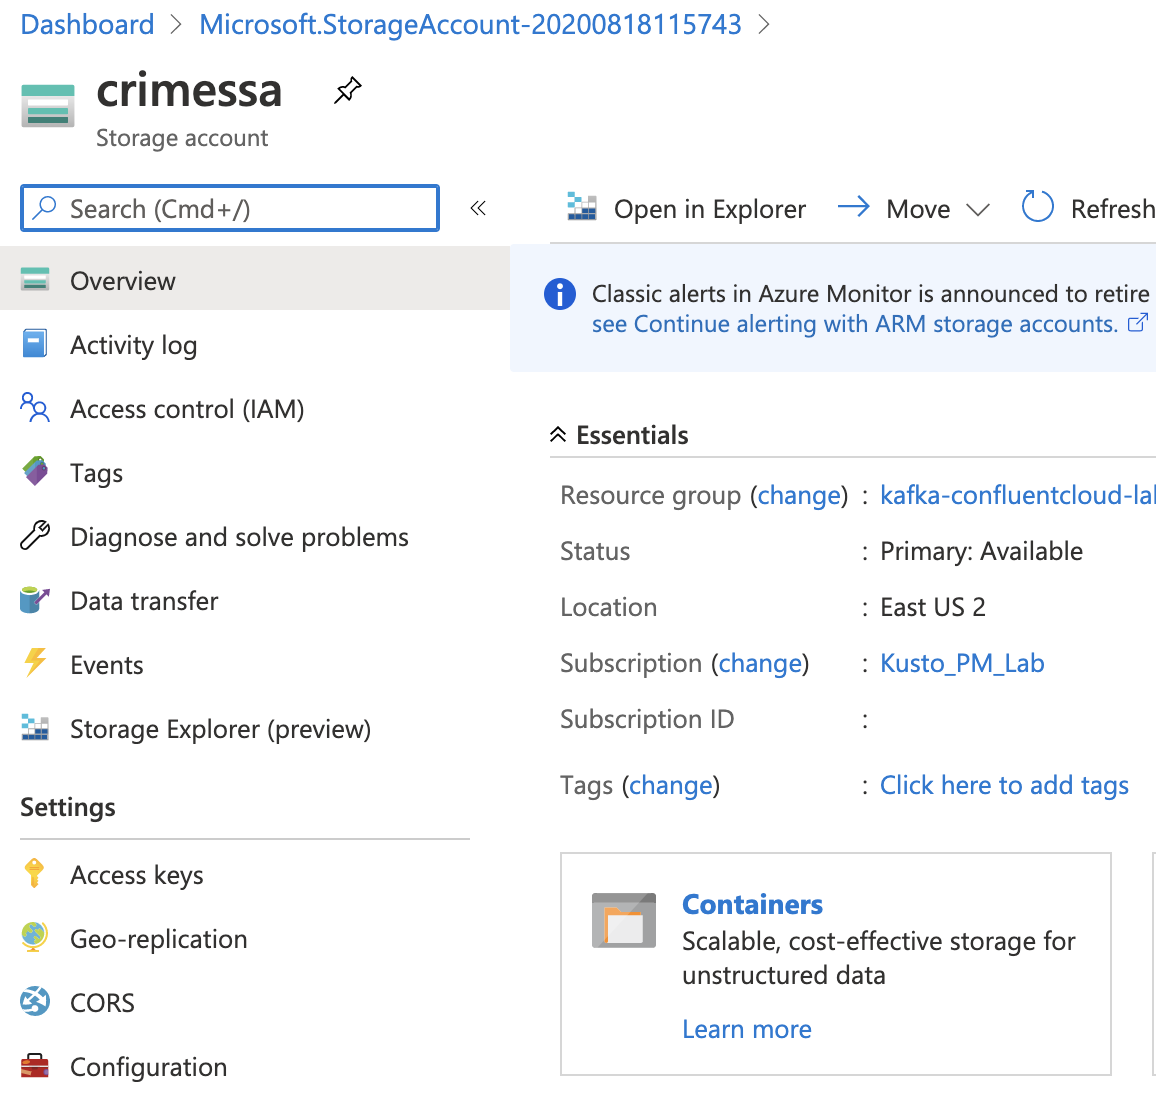 Dashboard > Microsoft.StorageAccount-20200818115743 >
crimessa
Storage account
Search (Cmd+/)
«
Overview
Activity log
Access control (IAM)
Tags
Diagnose and solve problems
Data transfer
Events
Storage Explorer (preview)
Settings
Access keys
Geo-replication
CORS
Configuration
Open in Explorer Move Refresh
Classic alerts in Azure Monitor is announced to retire
see Continue alerting with ARM storage accounts.
Essentials
Resource group (change) : kafka-confluentcloud-la
Status : Primary: Available
Location : East US 2
Subscription (change) : Kusto_PM_Lab
Subscription ID :
Tags (change) : Click here to add tags
Containers
Scalable, cost-effective storage for
unstructured data
Learn more